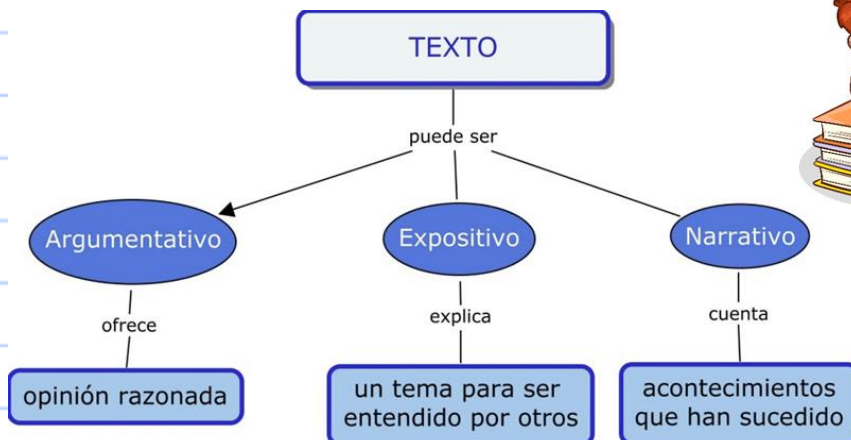 TEXTO
puede ser
Argumentativo
Expositivo
Narrativo
ofrece
explica
cuenta
opinión razonada
un tema para ser
entendido por otros
acontecimientos
que han sucedido